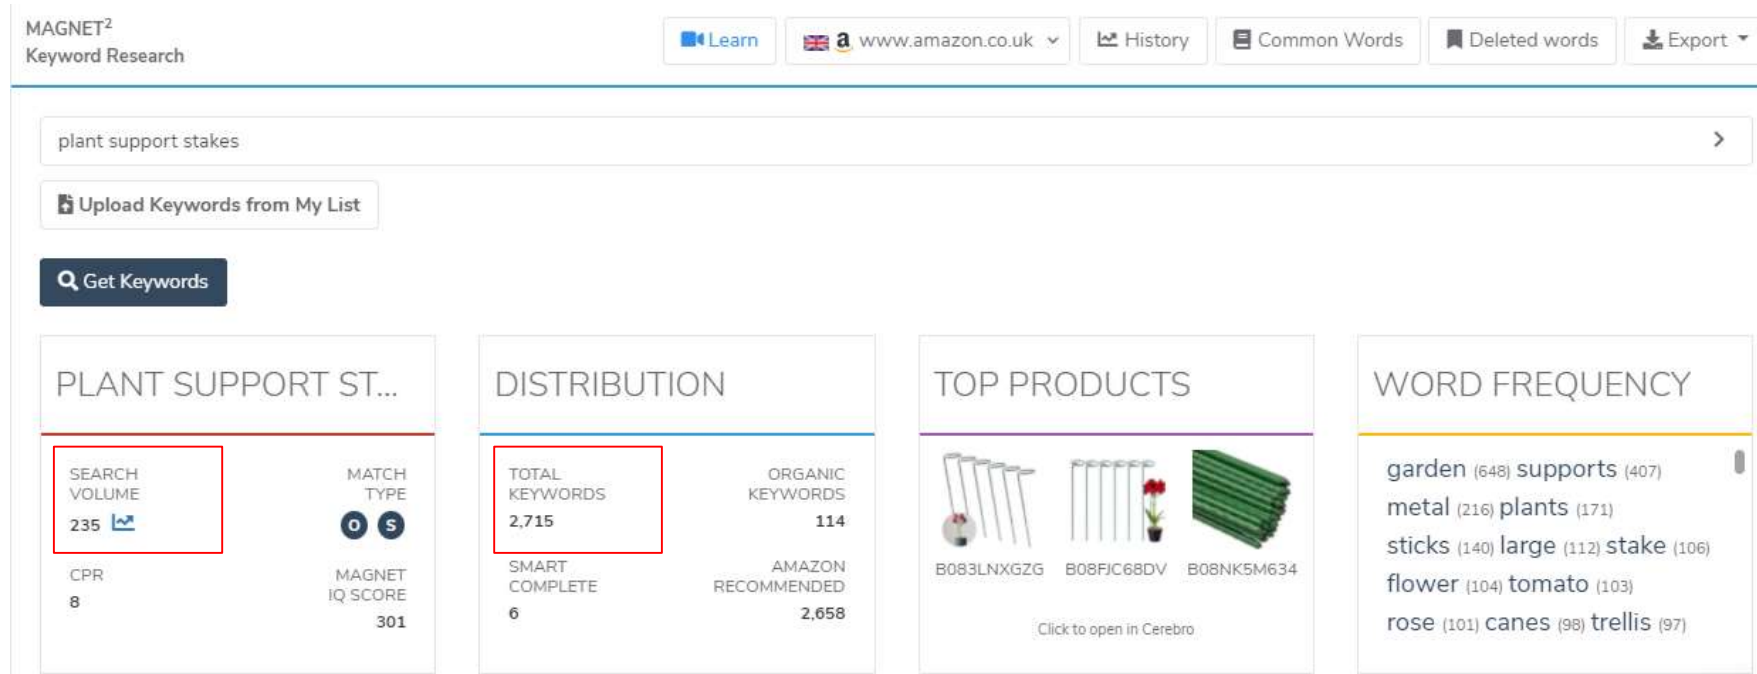 MAGNET²
Keyword Research
Learn
a www.amazon.co.uk
History
Common Words
Deleted words
Export
plant support stakes
Upload Keywords from My List
Get Keywords
PLANT SUPPORT ST...
SEARCH
VOLUME
235
MATCH
TYPE
O S
CPR
8
MAGNET
IQ SCORE
301
DISTRIBUTION
TOTAL
KEYWORDS
2,715
ORGANIC
KEYWORDS
114
SMART
COMPLETE
6
AMAZON
RECOMMENDED
2,658
TOP PRODUCTS
B083LNXGZG B08FJC68DV B08NK5M634
Click to open in Cerebro
WORD FREQUENCY
garden (648) supports (407)
metal (216) plants (171)
sticks (140) large (112) stake (106)
flower (104) tomato (103)
rose (101) canes (98) trellis (97)